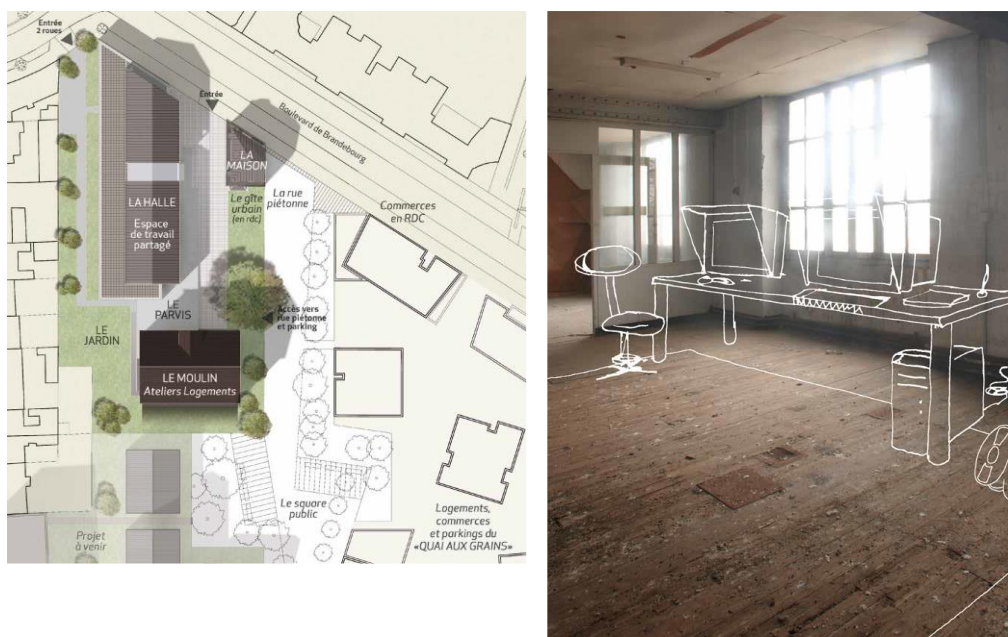 Entrée
2 roues
Entrée
Boulevard de Brandebourg
LA
MAISON
LA HALLE
Espace
de travail
partagé
Le gîte
urbain
(en rdc)
La rue
piétonne
Commerces
en RDC
LE
PARVIS
Accès vers
rue piétonne
et parking
LE
JARDIN
LE MOULIN
Ateliers Logements
Le square
public
Logements,
commerces
et parkings du
«QUAI AUX GRAINS»
Projet
à venir